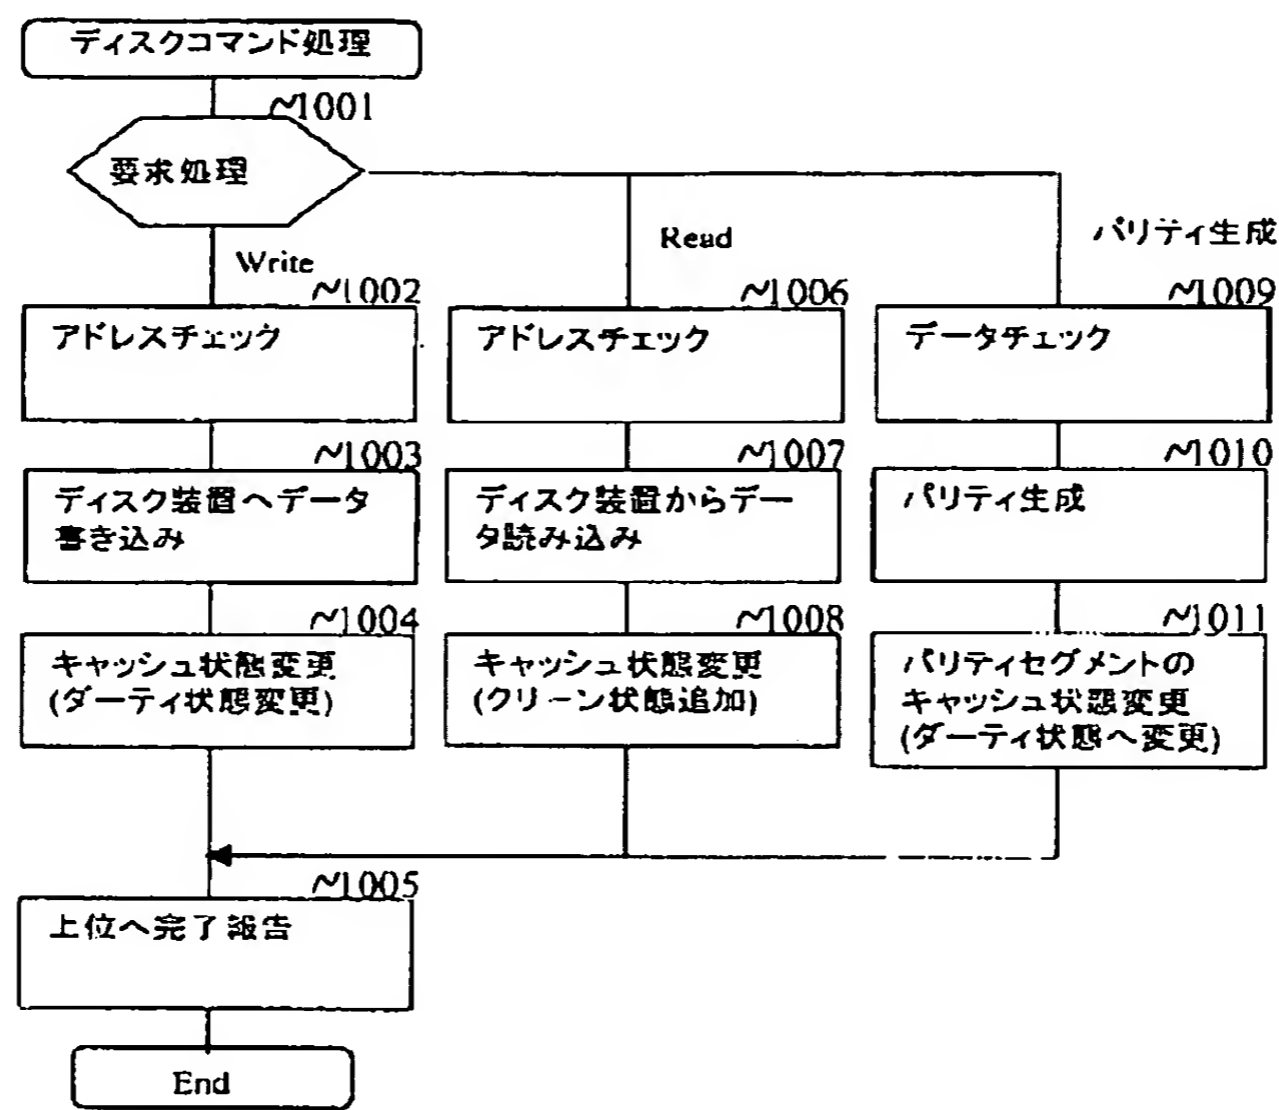 ディスクコマンド処理
~1001
要求処理
Write
Read
パリティ生成
~1002
アドレスチェック
~1006
アドレスチェック
~1009
データチェック
~1003
ディスク装置へデータ
書き込み
~1007
ディスク装置からデー
タ読み込み
~1010
パリティ生成
~1004
キャッシュ状態変更
(ダーティ状態変更)
~1008
キャッシュ状態変更
(クリーン状態追加)
~1011
パリティセグメントの
キャッシュ状態変更
(ダーティ状態へ変更)
~1005
上位へ完了報告
End